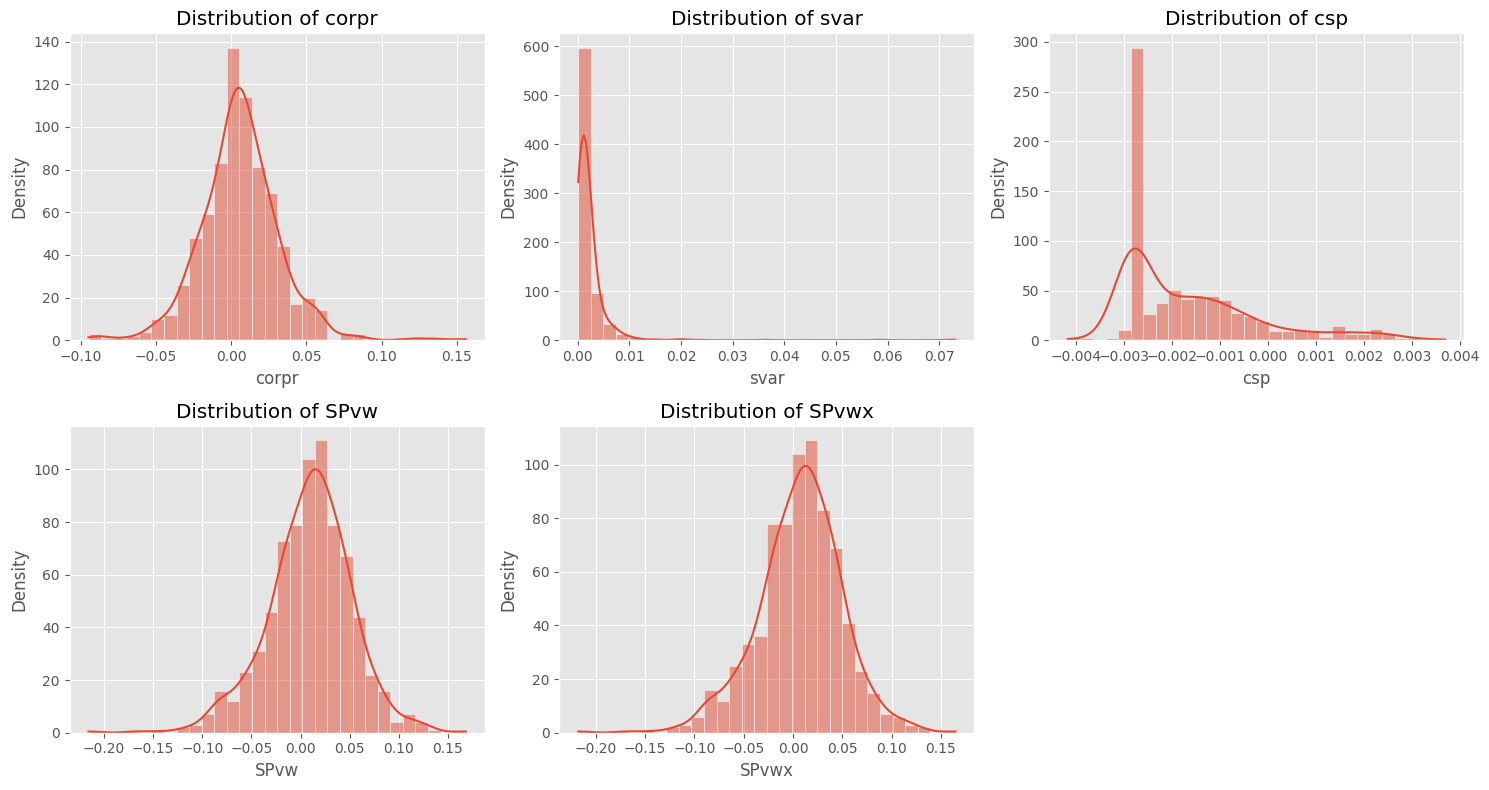 Distribution of corpr
Density
140
120
100
80
60
40
20
0
−0.10 −0.05 0.00 0.05 0.10 0.15
corpr
Distribution of svar
Density
600
500
400
300
200
100
0
0.00 0.01 0.02 0.03 0.04 0.05 0.06 0.07
svar
Distribution of csp
Density
300
250
200
150
100
50
0
−0.004 −0.003 −0.002 −0.001 0.000 0.001 0.002 0.003 0.004
csp
Distribution of SPvw
Density
100
80
60
40
20
0
−0.20 −0.15 −0.10 −0.05 0.00 0.05 0.10 0.15
SPvw
Distribution of SPvwx
Density
100
80
60
40
20
0
−0.20 −0.15 −0.10 −0.05 0.00 0.05 0.10 0.15
SPvwx